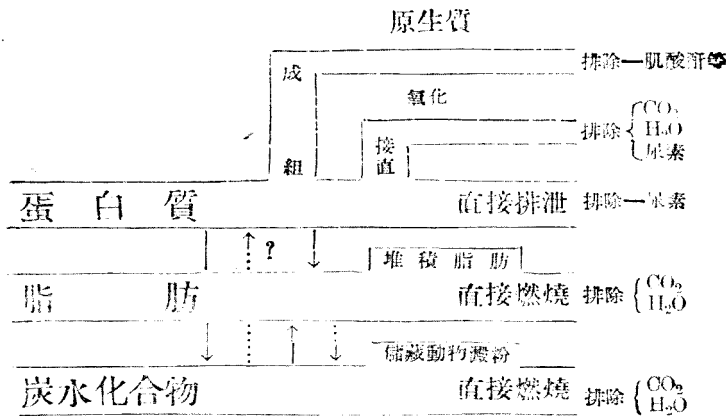 原生質
成組
排除—肌酸酐等
氧化
接直
排除 { CO₂ H₂O 尿素
蛋白質 直接排泄 排除—尿素
?
堆積脂肪
脂肪 直接燃燒 排除 { CO₂ H₂O
儲蔵動物澱粉
炭水化合物 直接燃燒 排除 { CO₂ H₂O